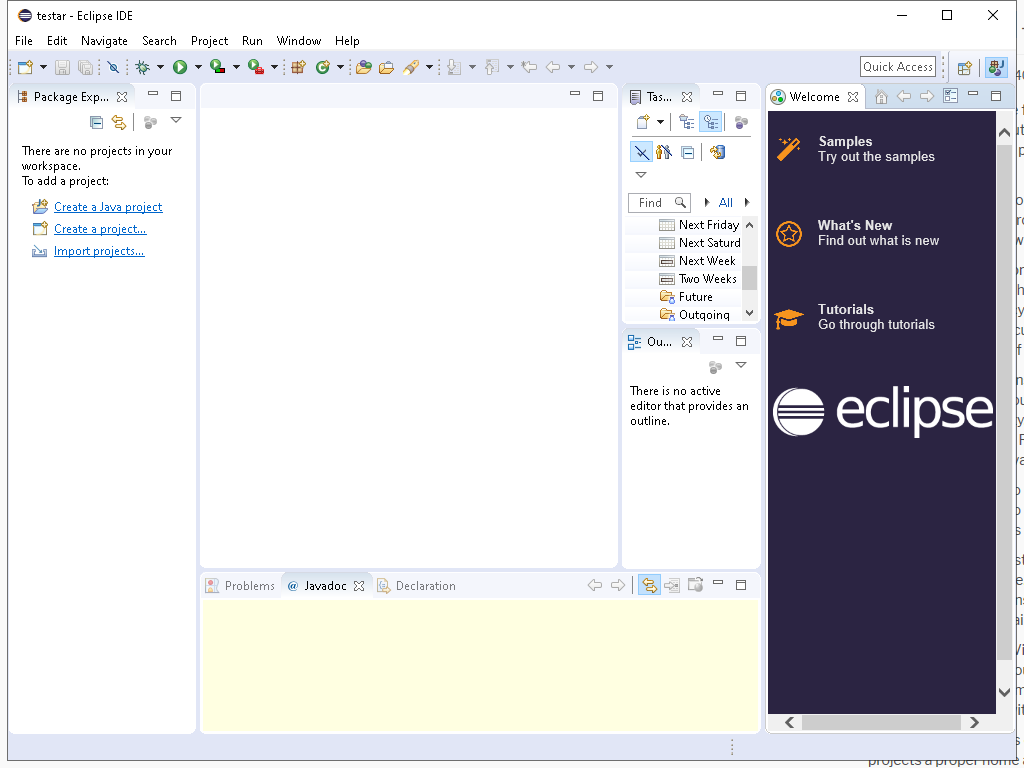 testar - Eclipse IDE
File Edit Navigate Search Project Run Window Help
Quick Access
Package Exp...
There are no projects in your
workspace.
To add a project:
Create a Java project
Create a project...
Import projects...
Tas...
Find
All
Next Friday
Next Saturd
Next Week
Two Weeks
Future
Outgoing
Ou...
There is no active
editor that provides an
outline.
Welcome
Samples
Try out the samples
What's New
Find out what is new
Tutorials
Go through tutorials
eclipse
Problems @ Javadoc Declaration
projects a proper home